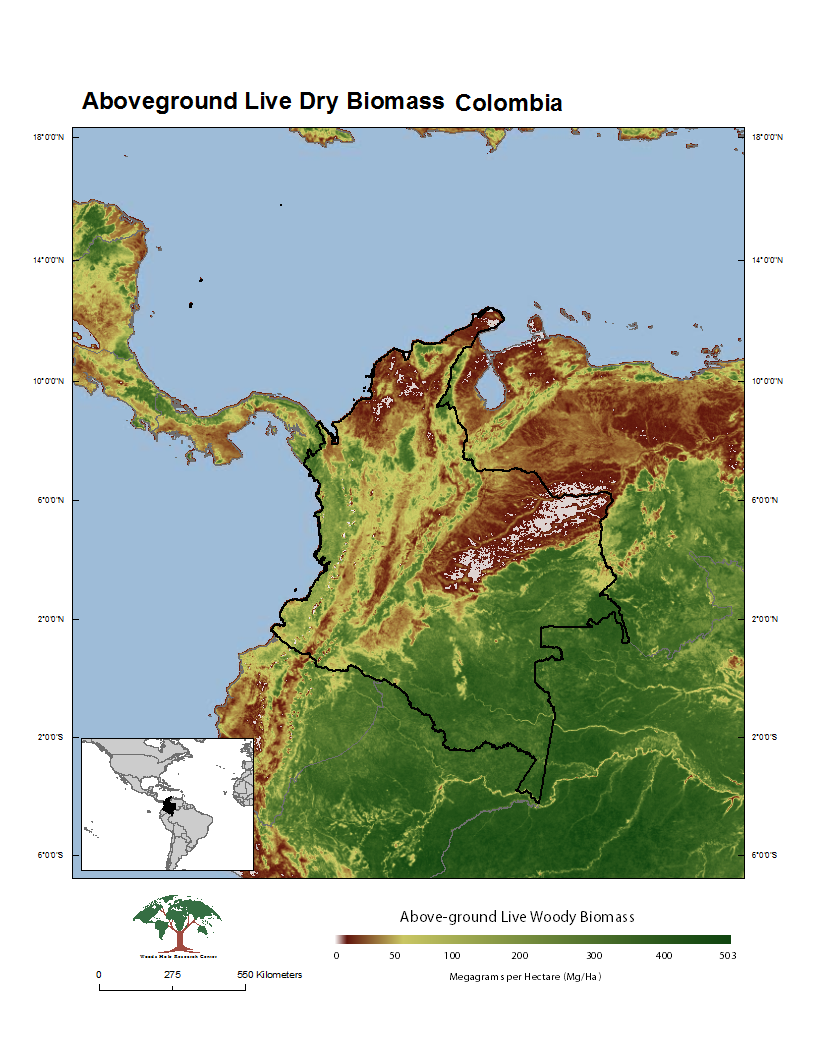 Aboveground Live Dry Biomass Colombia
18°0'0"N 18°0'0"N
14°0'0"N 14°0'0"N
10°0'0"N 10°0'0"N
6°0'0"N 6°0'0"N
2°0'0"N 2°0'0"N
2°0'0"S 2°0'0"S
6°0'0"S 6°0'0"S
Above-ground Live Woody Biomass
Woods Hole Research Center
0 50 100 200 300 400 503
0 275 550 Kilometers
Megagrams per Hectare (Mg/Ha)